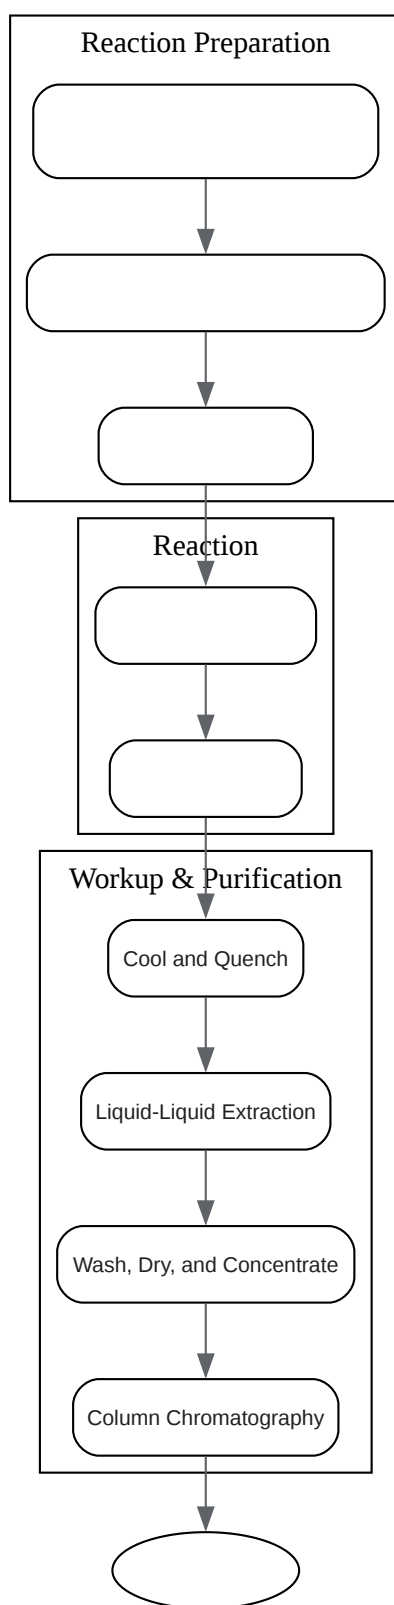 Reaction Preparation
Reaction
Workup & Purification
Cool and Quench
Liquid-Liquid Extraction
Wash, Dry, and Concentrate
Column Chromatography